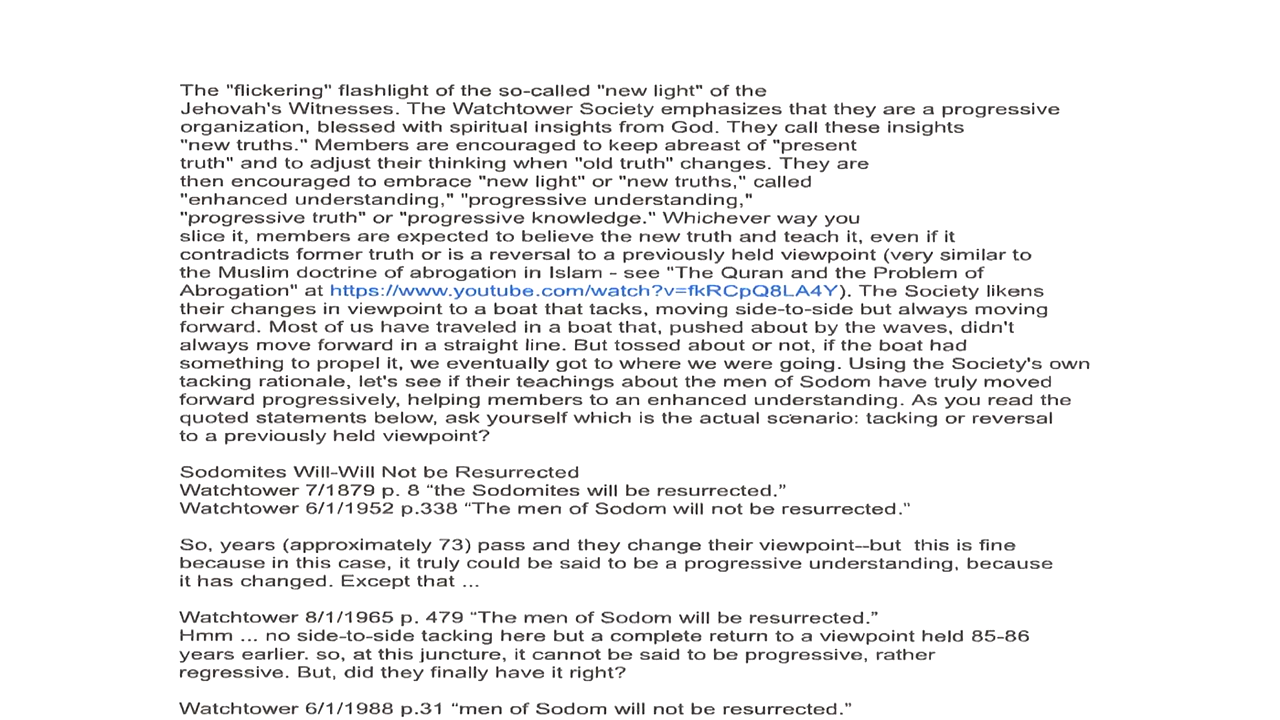 The "flickering" flashlight of the so-called "new light" of the
Jehovah's Witnesses. The Watchtower Society emphasizes that they are a progressive
organization, blessed with spiritual insights from God. They call these insights
"new truths." Members are encouraged to keep abreast of "present
truth" and to adjust their thinking when "old truth" changes. They are
then encouraged to embrace "new light" or "new truths," called
"enhanced understanding," "progressive understanding,"
"progressive truth" or "progressive knowledge." Whichever way you
slice it, members are expected to believe the new truth and teach it, even if it
contradicts former truth or is a reversal to a previously held viewpoint (very similar to
the Muslim doctrine of abrogation in Islam - see "The Quran and the Problem of
Abrogation" at https://www.youtube.com/watch?v=fkRCpQ8LA4Y). The Society likens
their changes in viewpoint to a boat that tacks, moving side-to-side but always moving
forward. Most of us have traveled in a boat that, pushed about by the waves, didn't
always move forward in a straight line. But tossed about or not, if the boat had
something to propel it, we eventually got to where we were going. Using the Society's own
tacking rationale, let's see if their teachings about the men of Sodom have truly moved
forward progressively, helping members to an enhanced understanding. As you read the
quoted statements below, ask yourself which is the actual scenario: tacking or reversal
to a previously held viewpoint?
Sodomites Will-Will Not be Resurrected
Watchtower 7/1879 p. 8 “the Sodomites will be resurrected.”
Watchtower 6/1/1952 p.338 “The men of Sodom will not be resurrected.”
So, years (approximately 73) pass and they change their viewpoint--but  this is fine
because in this case, it truly could be said to be a progressive understanding, because
it has changed. Except that ...
Watchtower 8/1/1965 p. 479 “The men of Sodom will be resurrected.”
Hmm ... no side-to-side tacking here but a complete return to a viewpoint held 85-86
years earlier. so, at this juncture, it cannot be said to be progressive, rather
regressive. But, did they finally have it right?
Watchtower 6/1/1988 p.31 “men of Sodom will not be resurrected.”